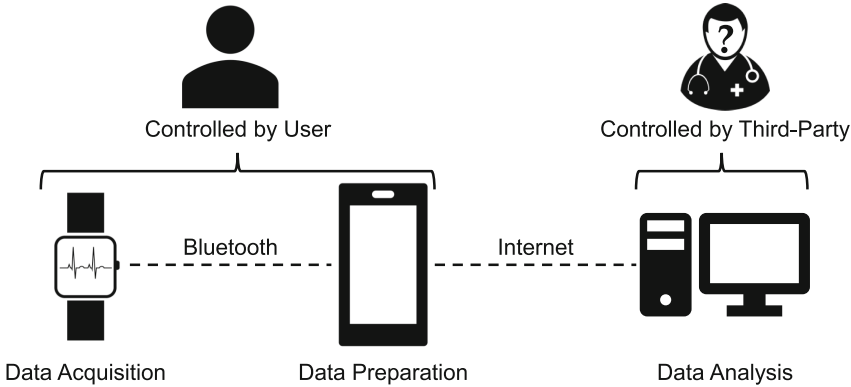 ?
Controlled by User
Controlled by Third-Party
Bluetooth
Internet
Data Acquisition
Data Preparation
Data Analysis